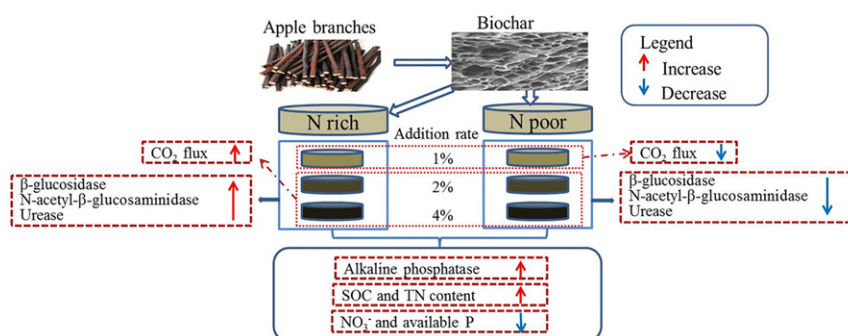 Apple branches
Biochar
Legend
Increase
Decrease
N rich
N poor
Addition rate
CO₂ flux
1%
CO₂ flux
β-glucosidase
N-acetyl-β-glucosaminidase
Urease
2%
4%
β-glucosidase
N-acetyl-β-glucosaminidase
Urease
Alkaline phosphatase
SOC and TN content
NO₃⁻ and available P